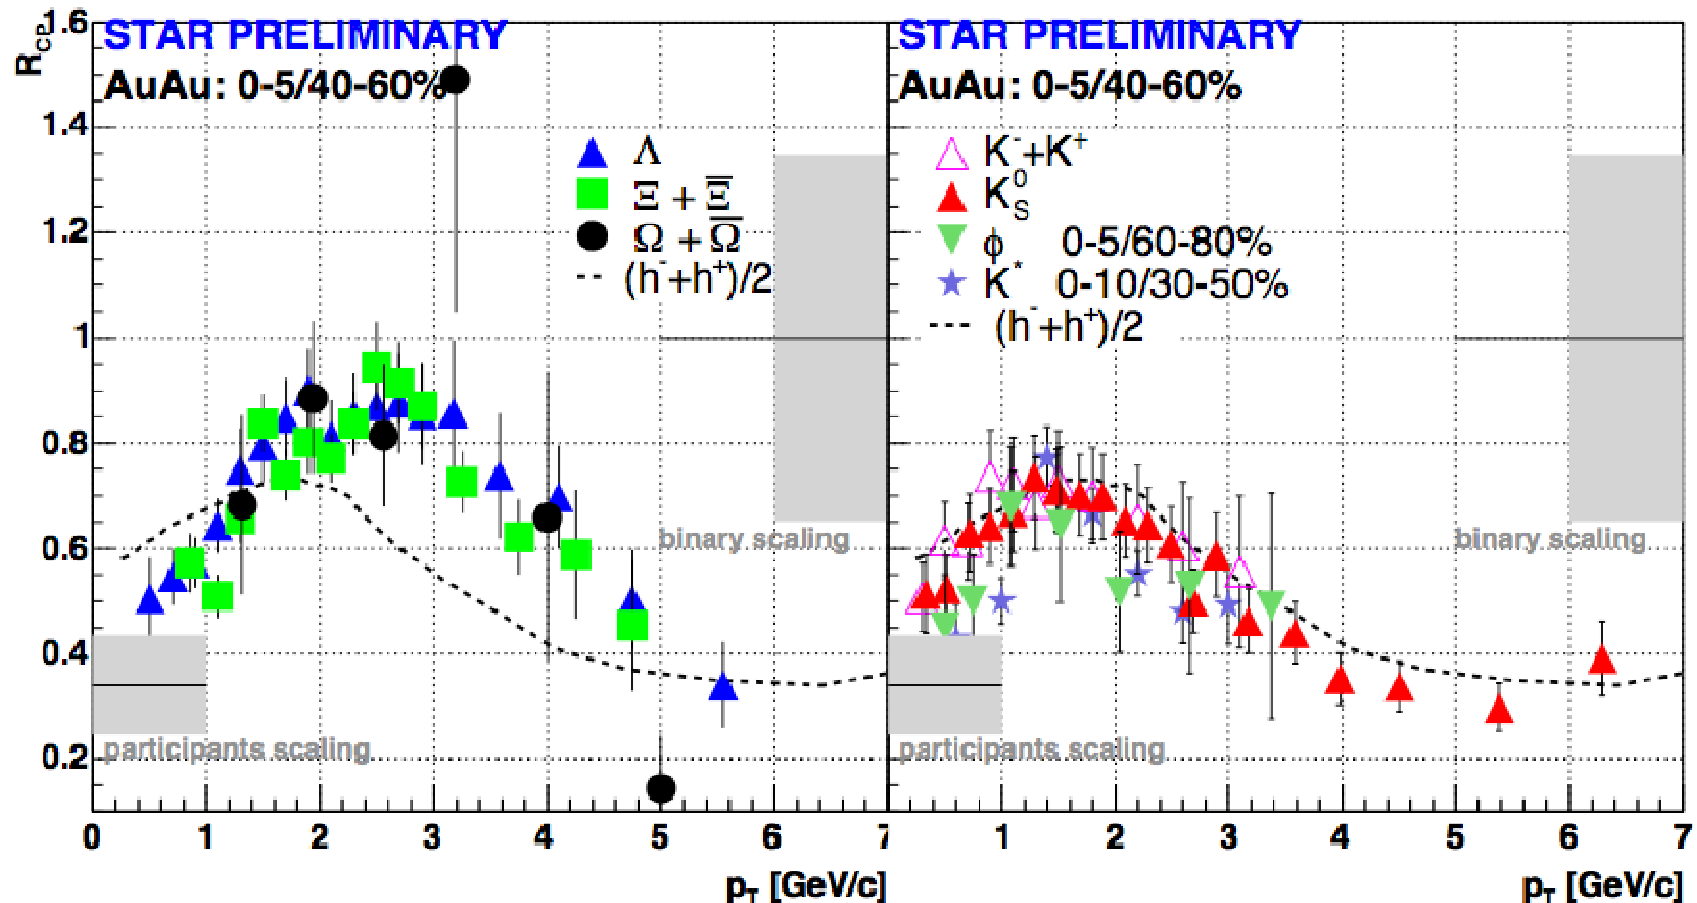 R_CP
1.6
1.4
1.2
1
0.8
0.6
0.4
0.2
STAR PRELIMINARY
AuAu: 0-5/40-60%
Λ
Ξ + Ξ̅
Ω + Ω̅
(h⁻+h⁺)/2
binary scaling
participants scaling
0 1 2 3 4 5 6 7
p_T [GeV/c]
STAR PRELIMINARY
AuAu: 0-5/40-60%
K⁻+K⁺
K⁰_S
ϕ 0-5/60-80%
K* 0-10/30-50%
(h⁻+h⁺)/2
binary scaling
participants scaling
1 2 3 4 5 6 7
p_T [GeV/c]